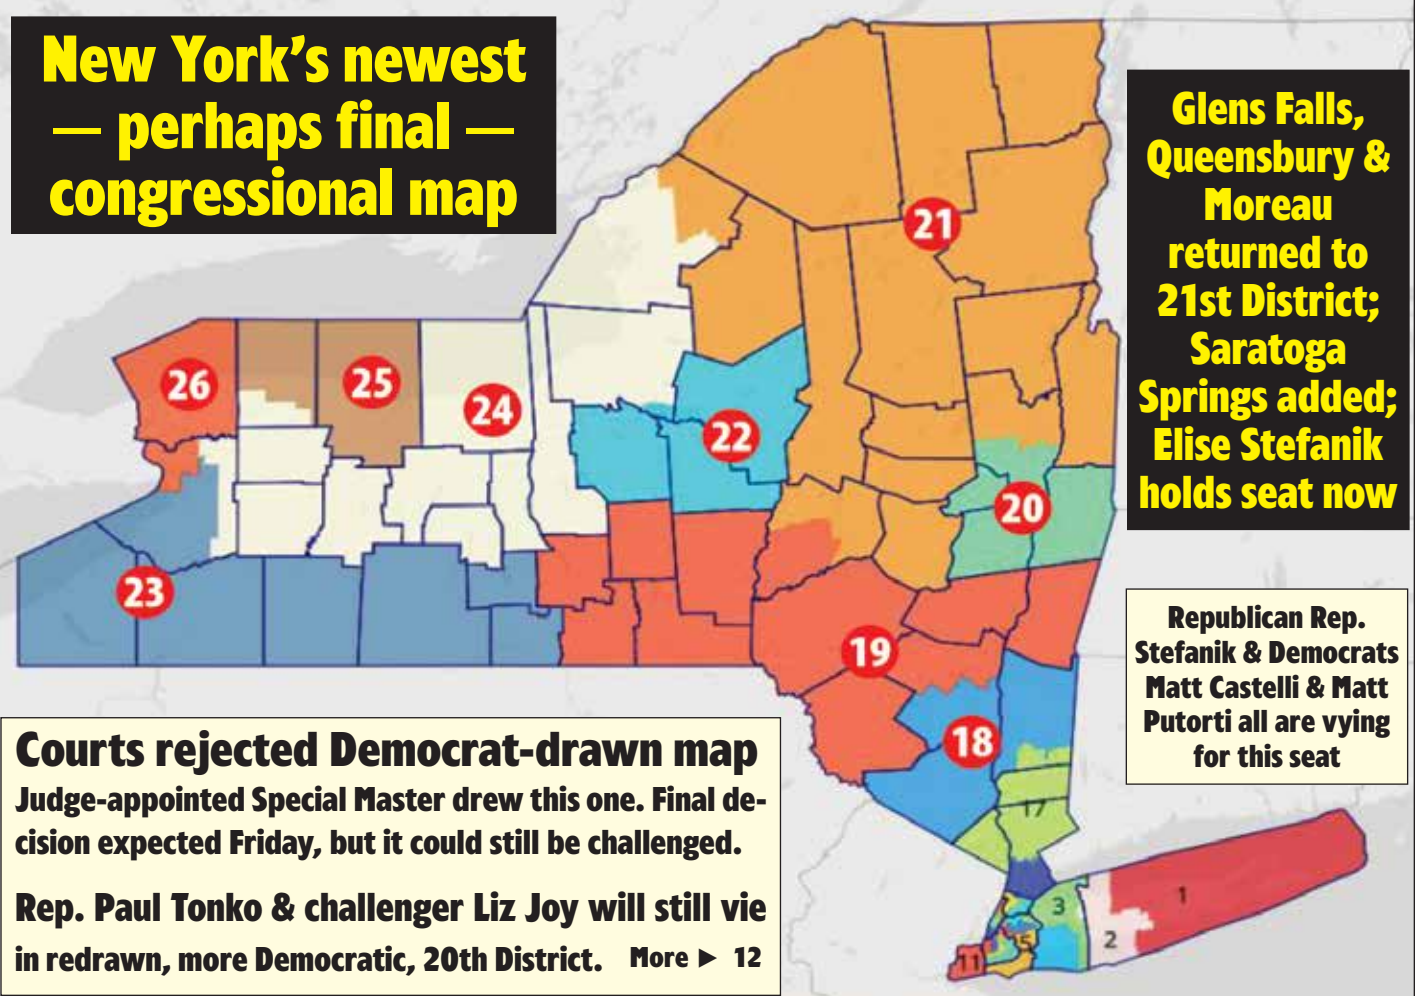 New York's newest
— perhaps final —
congressional map
Glens Falls,
Queensbury &
Moreau
returned to
21st District;
Saratoga
Springs added;
Elise Stefanik
holds seat now
Republican Rep.
Stefanik & Democrats
Matt Castelli & Matt
Putorti all are vying
for this seat
21
26
25
24
22
20
23
19
18
17
3
1
2
5
11
Courts rejected Democrat-drawn map
Judge-appointed Special Master drew this one. Final de-
cision expected Friday, but it could still be challenged.
Rep. Paul Tonko & challenger Liz Joy will still vie
in redrawn, more Democratic, 20th District. More ► 12